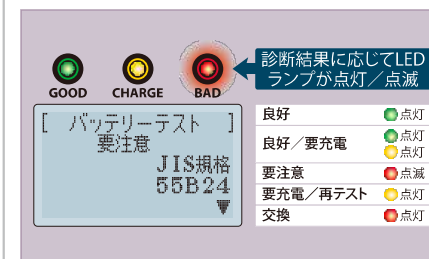 診断結果に応じてLED
ランプが点灯／点滅
GOOD CHARGE BAD
[ バッテリーテスト ]
要注意
JIS規格
55B24
▼
良好 点灯
良好／要充電 点灯
点灯
要注意 点滅
要充電／再テスト 点灯
交換 点灯